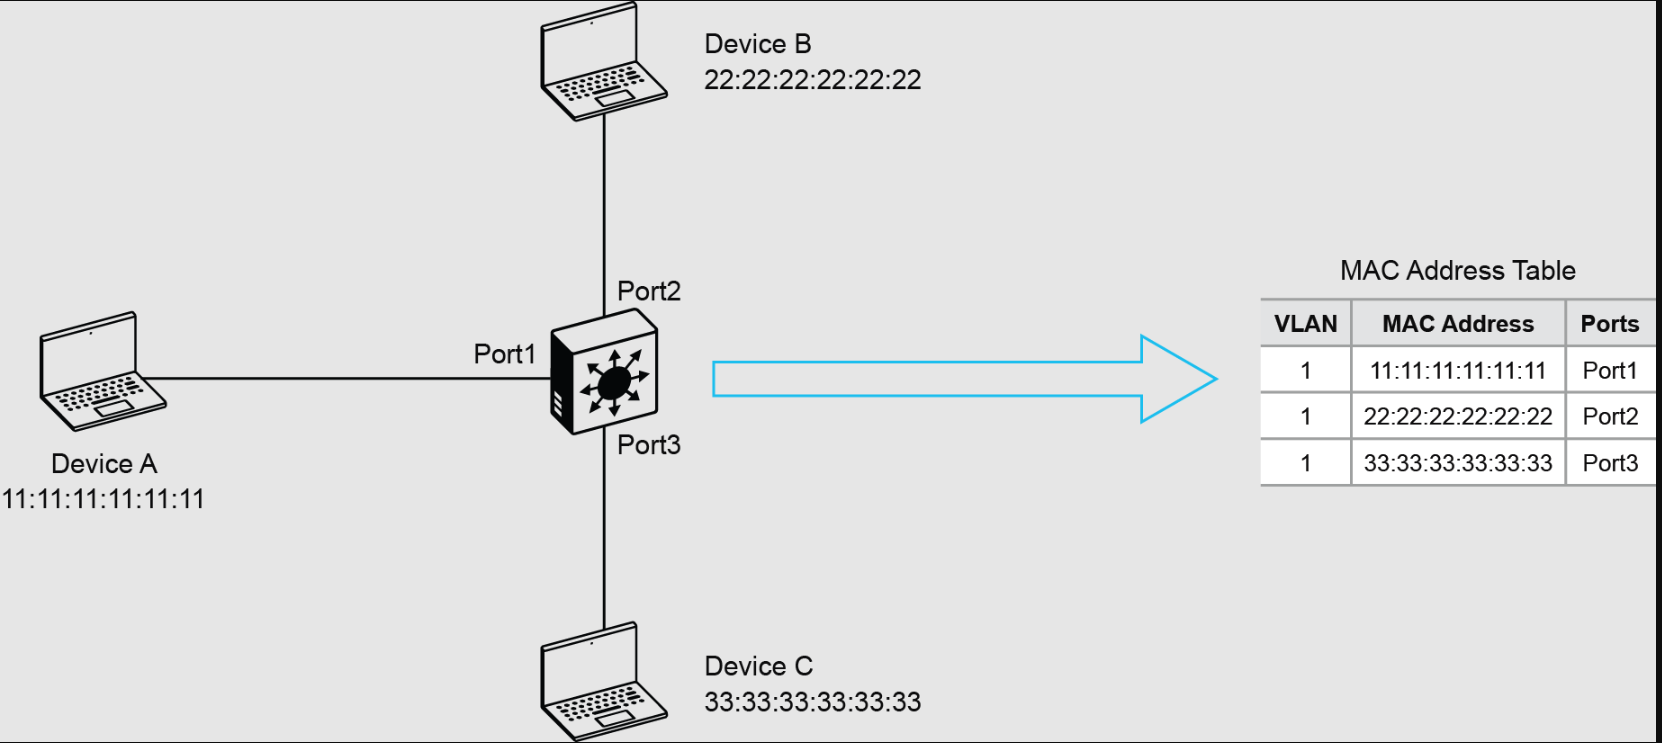 Device B
22:22:22:22:22:22
Port2
Port1
Port3
Device A
11:11:11:11:11:11
Device C
33:33:33:33:33:33
MAC Address Table
VLAN MAC Address Ports
1 11:11:11:11:11:11 Port1
1 22:22:22:22:22:22 Port2
1 33:33:33:33:33:33 Port3